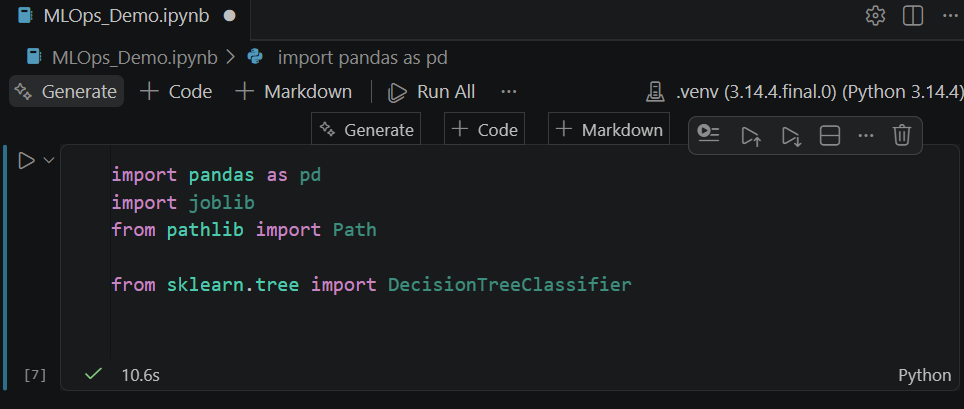 MLOps_Demo.ipynb
MLOps_Demo.ipynb > import pandas as pd
Generate + Code + Markdown | Run All ... .venv (3.14.4.final.0) (Python 3.14.4)
Generate + Code + Markdown
import pandas as pd
import joblib
from pathlib import Path
from sklearn.tree import DecisionTreeClassifier
[7] 10.6s Python